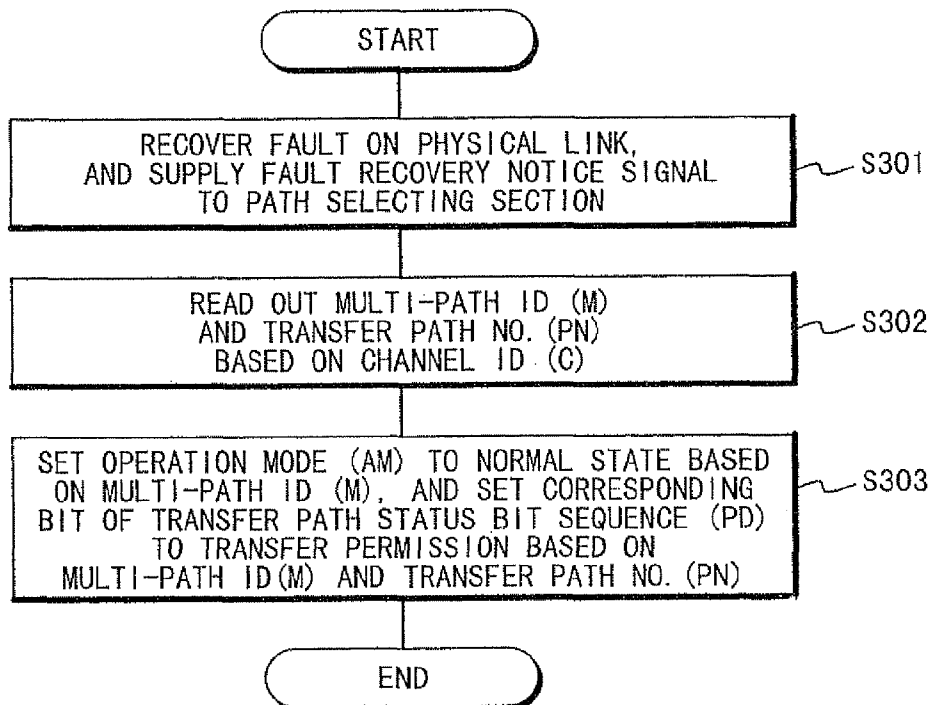 START
RECOVER FAULT ON PHYSICAL LINK,
AND SUPPLY FAULT RECOVERY NOTICE SIGNAL
TO PATH SELECTING SECTION
S301
READ OUT MULTI-PATH ID (M)
AND TRANSFER PATH NO. (PN)
BASED ON CHANNEL ID (C)
S302
SET OPERATION MODE (AM) TO NORMAL STATE BASED
ON MULTI-PATH ID (M), AND SET CORRESPONDING
BIT OF TRANSFER PATH STATUS BIT SEQUENCE (PD)
TO TRANSFER PERMISSION BASED ON
MULTI-PATH ID(M) AND TRANSFER PATH NO. (PN)
S303
END